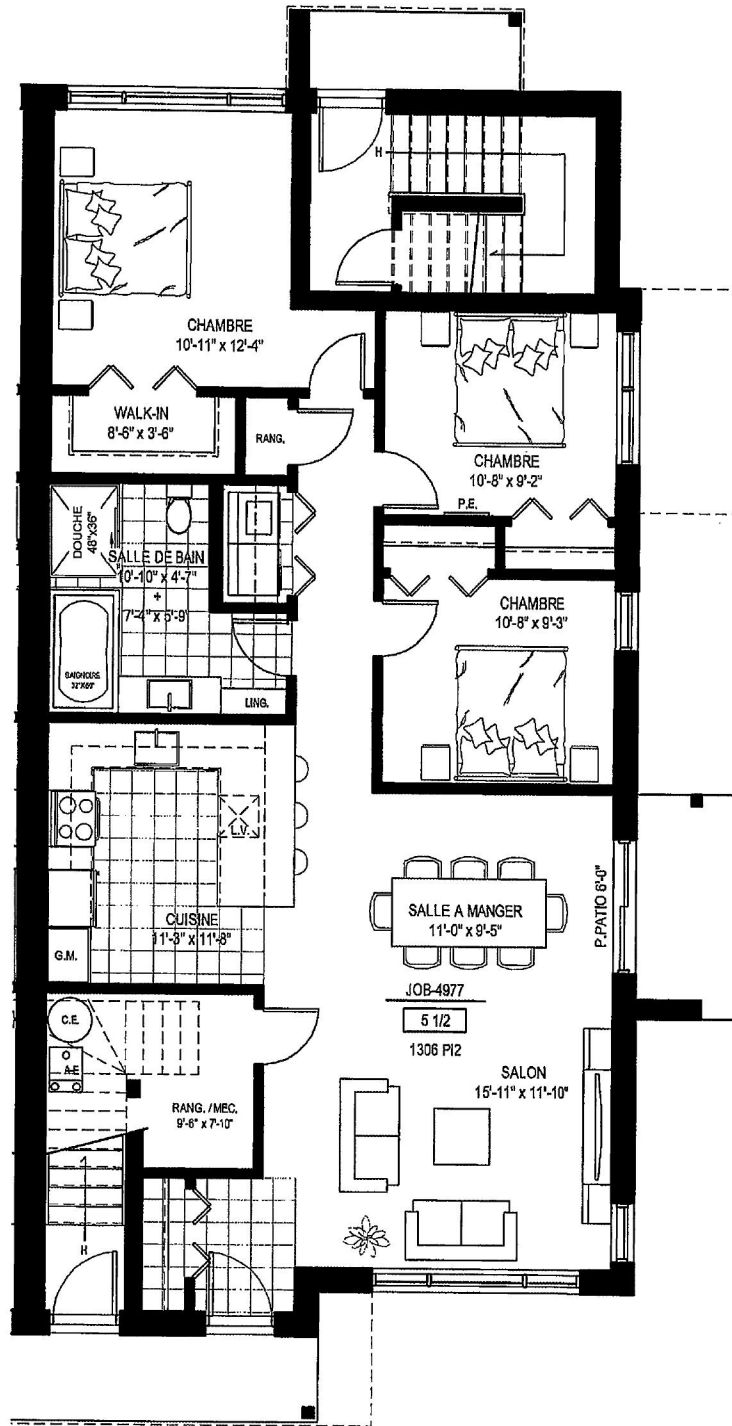 H
CHAMBRE
10'-11" x 12'-4"
WALK-IN
8'-6" x 3'-6"
RANG.
CHAMBRE
10'-8" x 9'-2"
P.E.
DOUCHE
48"x36"
SALLE DE BAIN
10'-10" x 4'-7"
+
7'-4" x 5'-9"
CHAMBRE
10'-8" x 9'-3"
BAIGNOIRE
32"X60"
LING.
L.V.
CUISINE
11'-3" x 11'-8"
G.M.
SALLE A MANGER
11'-0" x 9'-5"
P.PATIO 6'-0"
JOB-4977
5 1/2
1306 PI2
C.E.
A.E
SALON
15'-11" x 11'-10"
RANG. /MEC.
9'-6" x 7'-10"
H